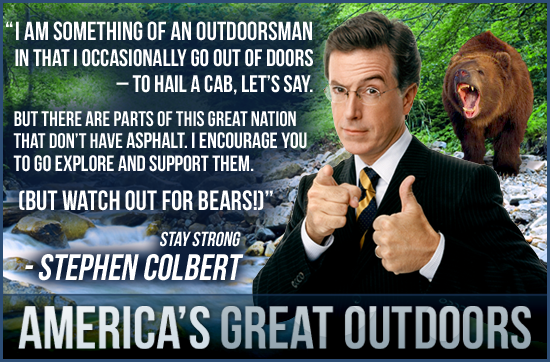 “I AM SOMETHING OF AN OUTDOORSMAN
IN THAT I OCCASIONALLY GO OUT OF DOORS
– TO HAIL A CAB, LET’S SAY.
BUT THERE ARE PARTS OF THIS GREAT NATION
THAT DON’T HAVE ASPHALT. I ENCOURAGE YOU
TO GO EXPLORE AND SUPPORT THEM.
(BUT WATCH OUT FOR BEARS!)”
STAY STRONG
- STEPHEN COLBERT
AMERICA’S GREAT OUTDOORS